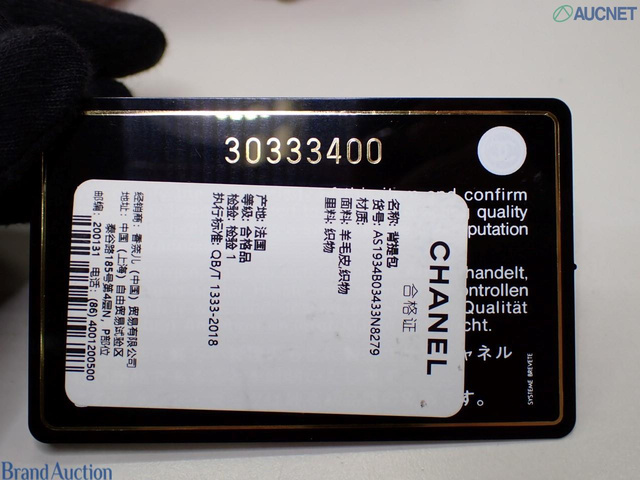 AUCNET
30333400
CHANEL
合格证
名称: 背提包
货号: AS1934B03433N8279
材质:
面料: 羊毛皮,织物
里料: 织物
产地: 法国
等级: 合格品
检验: 检验 1
执行标准: QB/T 1333-2018
经销商: 香奈儿（中国）贸易有限公司
地址: 中国（上海）自由贸易试验区
泰谷路185号第4层N, P部位
邮编: 200131 电话: (86) 4001200500
and confirm
quality
putation
handelt,
ontrollen
Qualität
cht.
ャネル
す。
SYSTEME BREVETE
Brand Auction